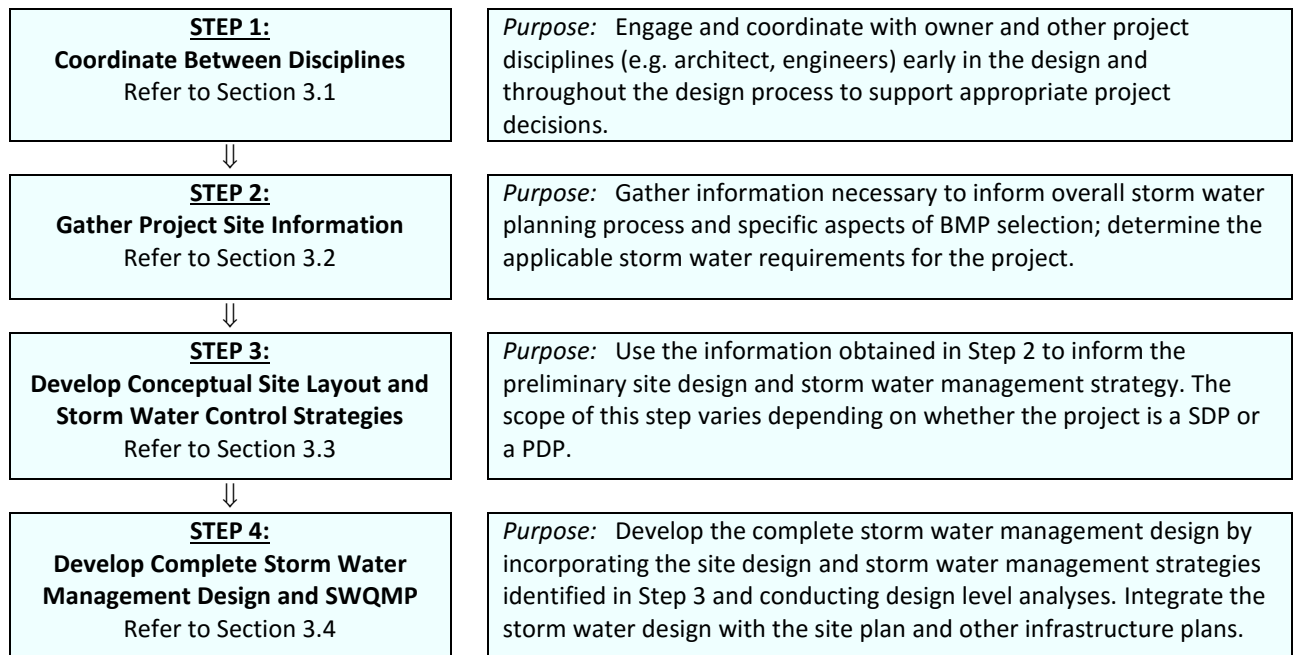 STEP 1:
Coordinate Between Disciplines
Refer to Section 3.1
Purpose: Engage and coordinate with owner and other project
disciplines (e.g. architect, engineers) early in the design and
throughout the design process to support appropriate project
decisions.
⇓
STEP 2:
Gather Project Site Information
Refer to Section 3.2
Purpose: Gather information necessary to inform overall storm water
planning process and specific aspects of BMP selection; determine the
applicable storm water requirements for the project.
⇓
STEP 3:
Develop Conceptual Site Layout and
Storm Water Control Strategies
Refer to Section 3.3
Purpose: Use the information obtained in Step 2 to inform the
preliminary site design and storm water management strategy. The
scope of this step varies depending on whether the project is a SDP or
a PDP.
⇓
STEP 4:
Develop Complete Storm Water
Management Design and SWQMP
Refer to Section 3.4
Purpose: Develop the complete storm water management design by
incorporating the site design and storm water management strategies
identified in Step 3 and conducting design level analyses. Integrate the
storm water design with the site plan and other infrastructure plans.